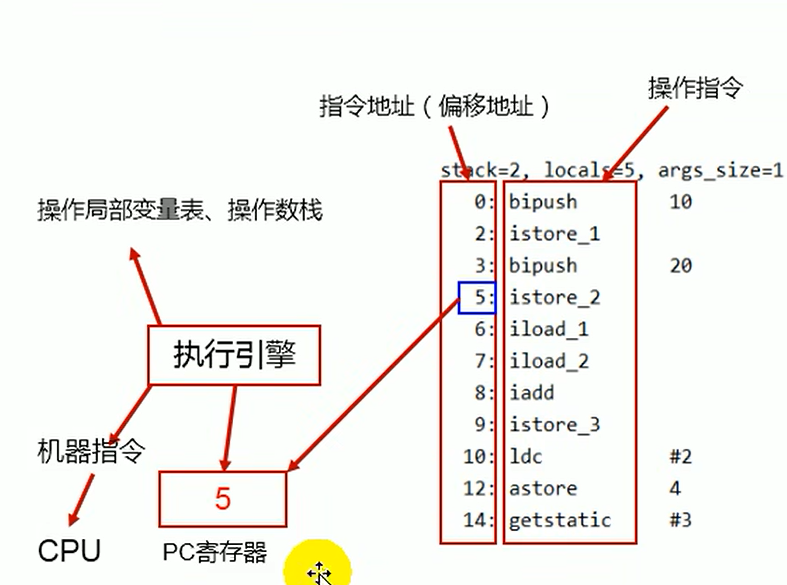 操作指令
指令地址（偏移地址）
stack=2, locals=5, args_size=1
0: bipush 10
2: istore_1
3: bipush 20
5: istore_2
6: iload_1
7: iload_2
8: iadd
9: istore_3
10: ldc #2
12: astore 4
14: getstatic #3
操作局部变量表、操作数栈
执行引擎
机器指令
5
CPU
PC寄存器